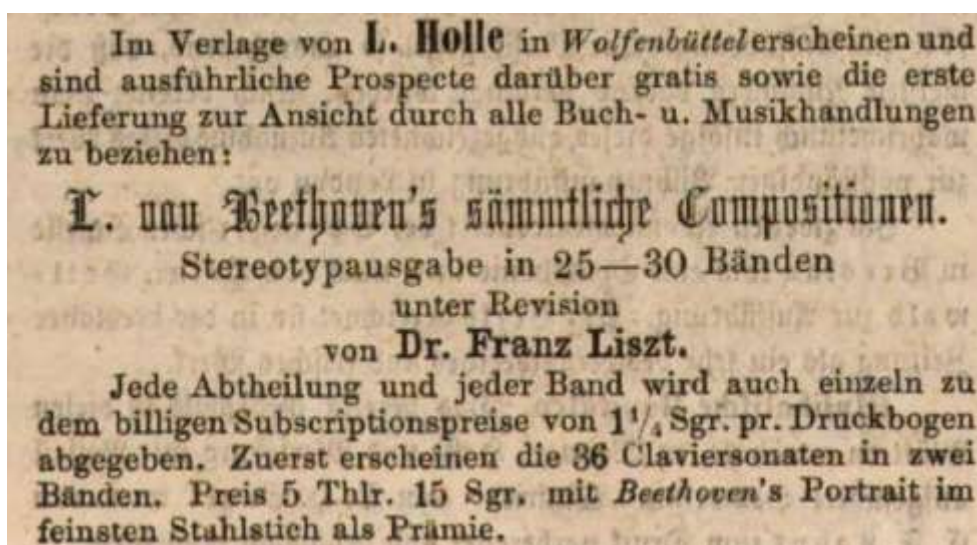 Im Verlage von L. Holle in Wolfenbüttel erscheinen und
sind ausführliche Prospecte darüber gratis sowie die erste
Lieferung zur Ansicht durch alle Buch- u. Musikhandlungen
zu beziehen:
L. van Beethoven's sämmtliche Compositionen.
Stereotypausgabe in 25—30 Bänden
unter Revision
von Dr. Franz Liszt.
Jede Abtheilung und jeder Band wird auch einzeln zu
dem billigen Subscriptionspreise von 1¼ Sgr. pr. Druckbogen
abgegeben. Zuerst erscheinen die 36 Claviersonaten in zwei
Bänden. Preis 5 Thlr. 15 Sgr. mit Beethoven's Portrait im
feinsten Stahlstich als Prämie.